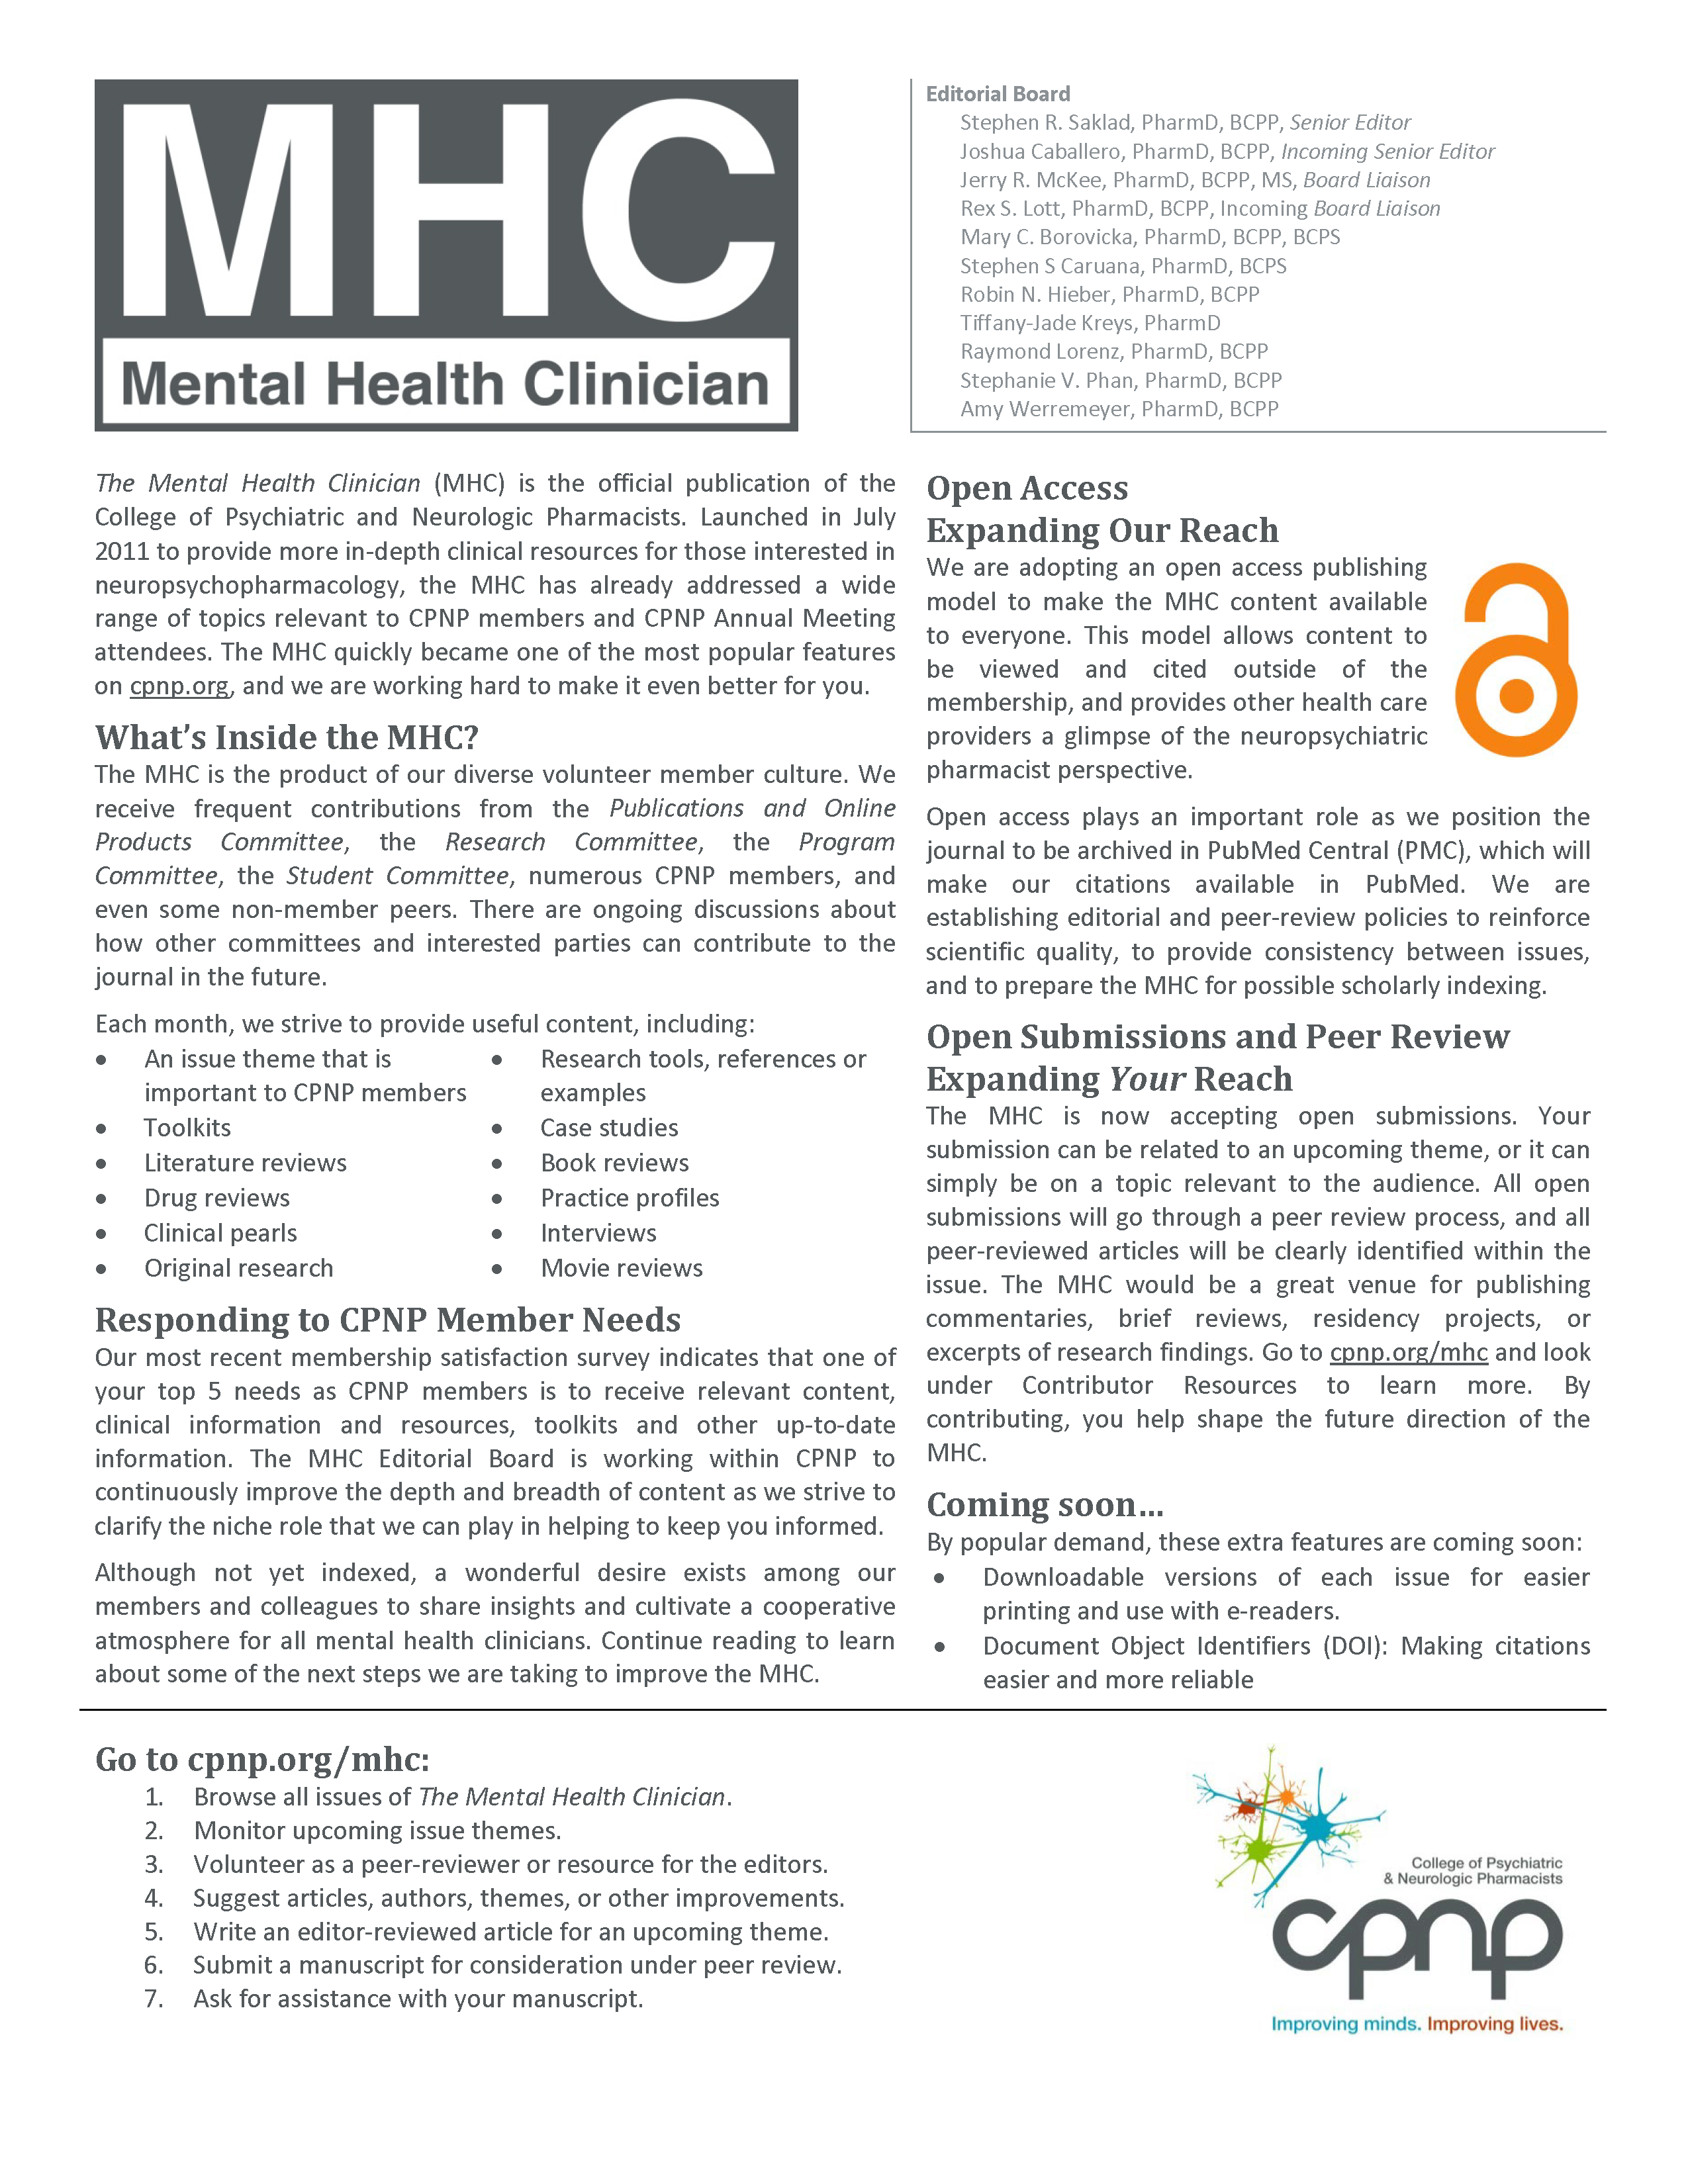 MHC
Mental Health Clinician
Editorial Board
Stephen R. Saklad, PharmD, BCPP, Senior Editor
Joshua Caballero, PharmD, BCPP, Incoming Senior Editor
Jerry R. McKee, PharmD, BCPP, MS, Board Liaison
Rex S. Lott, PharmD, BCPP, Incoming Board Liaison
Mary C. Borovicka, PharmD, BCPP, BCPS
Stephen S Caruana, PharmD, BCPS
Robin N. Hieber, PharmD, BCPP
Tiffany-Jade Kreys, PharmD
Raymond Lorenz, PharmD, BCPP
Stephanie V. Phan, PharmD, BCPP
Amy Werremeyer, PharmD, BCPP
The Mental Health Clinician (MHC) is the official publication of the
College of Psychiatric and Neurologic Pharmacists. Launched in July
2011 to provide more in-depth clinical resources for those interested in
neuropsychopharmacology, the MHC has already addressed a wide
range of topics relevant to CPNP members and CPNP Annual Meeting
attendees. The MHC quickly became one of the most popular features
on cpnp.org, and we are working hard to make it even better for you.
What's Inside the MHC?
The MHC is the product of our diverse volunteer member culture. We
receive frequent contributions from the Publications and Online
Products Committee, the Research Committee, the Program
Committee, the Student Committee, numerous CPNP members, and
even some non-member peers. There are ongoing discussions about
how other committees and interested parties can contribute to the
journal in the future.
Each month, we strive to provide useful content, including:
• An issue theme that is
important to CPNP members
• Toolkits
• Literature reviews
• Drug reviews
• Clinical pearls
• Original research
• Research tools, references or
examples
• Case studies
• Book reviews
• Practice profiles
• Interviews
• Movie reviews
Responding to CPNP Member Needs
Our most recent membership satisfaction survey indicates that one of
your top 5 needs as CPNP members is to receive relevant content,
clinical information and resources, toolkits and other up-to-date
information. The MHC Editorial Board is working within CPNP to
continuously improve the depth and breadth of content as we strive to
clarify the niche role that we can play in helping to keep you informed.
Although not yet indexed, a wonderful desire exists among our
members and colleagues to share insights and cultivate a cooperative
atmosphere for all mental health clinicians. Continue reading to learn
about some of the next steps we are taking to improve the MHC.
Open Access
Expanding Our Reach
We are adopting an open access publishing
model to make the MHC content available
to everyone. This model allows content to
be viewed and cited outside of the
membership, and provides other health care
providers a glimpse of the neuropsychiatric
pharmacist perspective.
Open access plays an important role as we position the
journal to be archived in PubMed Central (PMC), which will
make our citations available in PubMed. We are
establishing editorial and peer-review policies to reinforce
scientific quality, to provide consistency between issues,
and to prepare the MHC for possible scholarly indexing.
Open Submissions and Peer Review
Expanding Your Reach
The MHC is now accepting open submissions. Your
submission can be related to an upcoming theme, or it can
simply be on a topic relevant to the audience. All open
submissions will go through a peer review process, and all
peer-reviewed articles will be clearly identified within the
issue. The MHC would be a great venue for publishing
commentaries, brief reviews, residency projects, or
excerpts of research findings. Go to cpnp.org/mhc and look
under Contributor Resources to learn more. By
contributing, you help shape the future direction of the
MHC.
Coming soon…
By popular demand, these extra features are coming soon:
• Downloadable versions of each issue for easier
printing and use with e-readers.
• Document Object Identifiers (DOI): Making citations
easier and more reliable
Go to cpnp.org/mhc:
1. Browse all issues of The Mental Health Clinician.
2. Monitor upcoming issue themes.
3. Volunteer as a peer-reviewer or resource for the editors.
4. Suggest articles, authors, themes, or other improvements.
5. Write an editor-reviewed article for an upcoming theme.
6. Submit a manuscript for consideration under peer review.
7. Ask for assistance with your manuscript.
College of Psychiatric
& Neurologic Pharmacists
cpnp
Improving minds. Improving lives.